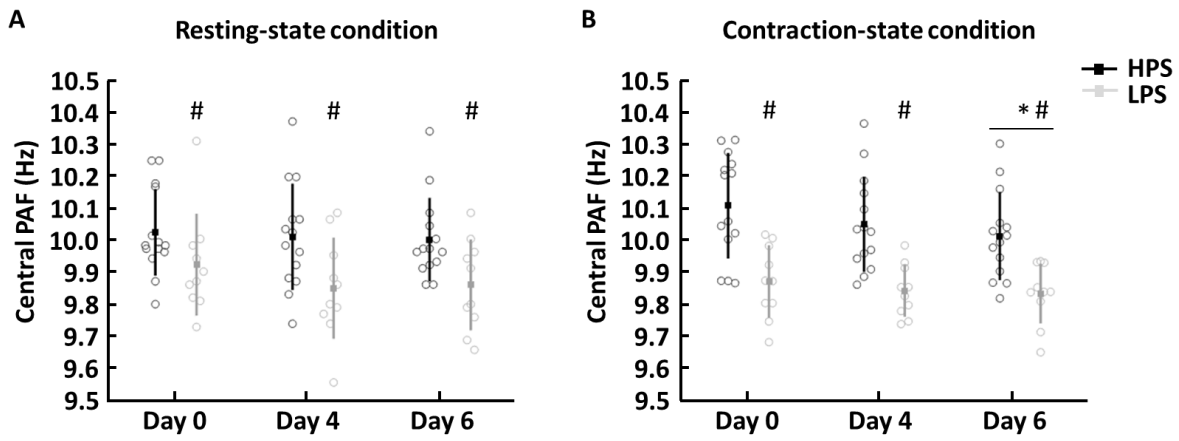 A
Resting-state condition
Central PAF (Hz)
10.5
10.4
10.3
10.2
10.1
10.0
9.9
9.8
9.7
9.6
9.5
# # #
Day 0 Day 4 Day 6
B
Contraction-state condition
Central PAF (Hz)
10.5
10.4
10.3
10.2
10.1
10.0
9.9
9.8
9.7
9.6
9.5
# # * #
Day 0 Day 4 Day 6
HPS
LPS